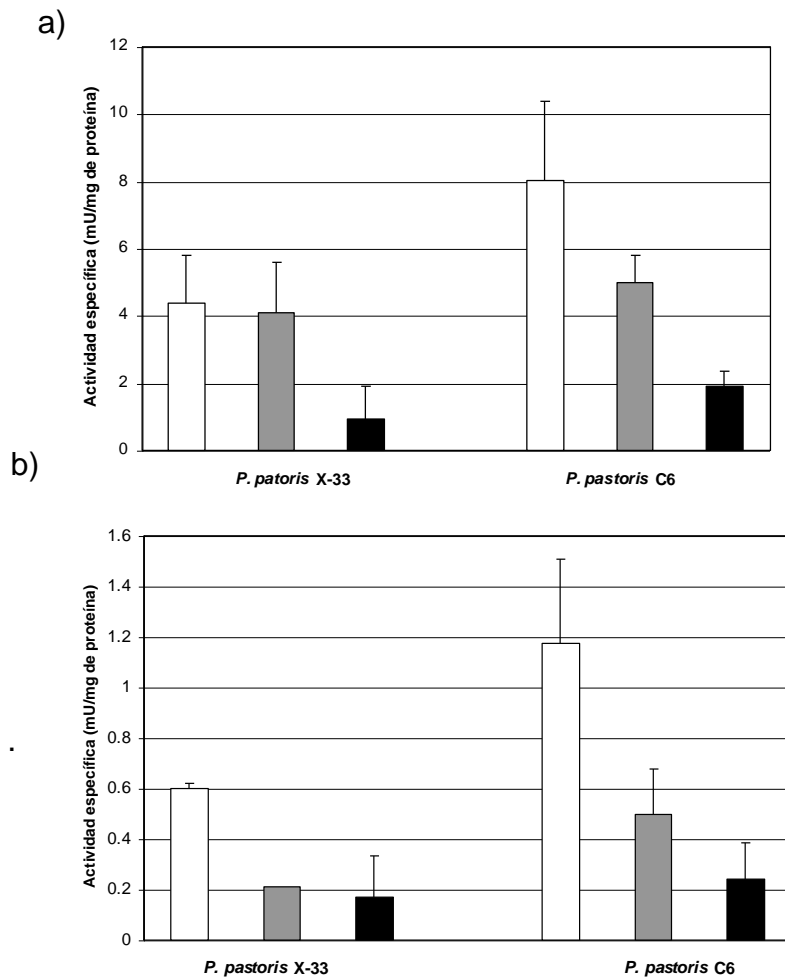 a)
Actividad específica (mU/mg de proteína)
12
10
8
6
4
2
0
P. patoris X-33
P. pastoris C6
b)
Actividad específica (mU/mg de proteína)
1.6
1.4
1.2
1
0.8
0.6
0.4
0.2
0
.
P. pastoris X-33
P. pastoris C6